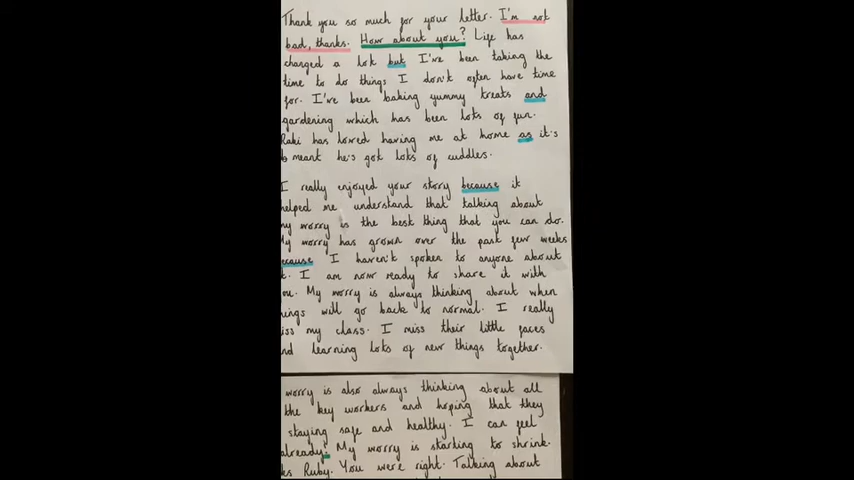 Thank you so much for your letter. I'm not
bad, thanks. How about you? Life has
changed a lot but I've been taking the
time to do things I don't often have time
for. I've been baking yummy treats and
gardening which has been lots of fun.
has loved having me at home as it's
meant he's got lots of cuddles.
I really enjoyed your story because it
helped me understand that talking about
my worry is the best thing that you can do.
My worry has grown over the past few weeks
ecause I haven't spoken to anyone about
t. I am now ready to share it with
ou. My worry is always thinking about when
hings will go back to normal. I really
iss my class. I miss their little faces
nd learning lots of new things together.
worry is also always thinking about all
the key workers and hoping that they
staying safe and healthy. I can feel
already! My worry is starting to shrink.
ks Ruby. You were right. Talking about